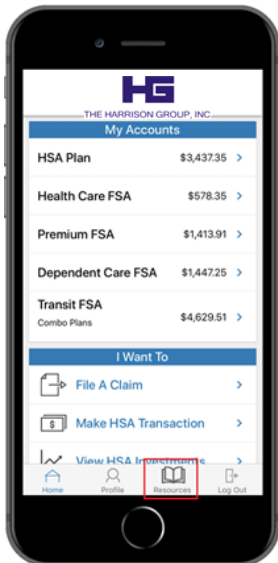 HG
THE HARRISON GROUP, INC.
My Accounts
HSA Plan $3,437.35 >
Health Care FSA $578.35 >
Premium FSA $1,413.91 >
Dependent Care FSA $1,447.25 >
Transit FSA
Combo Plans $4,629.51 >
I Want To
File A Claim >
$ Make HSA Transaction >
View HSA Investments >
Home Profile Resources Log Out